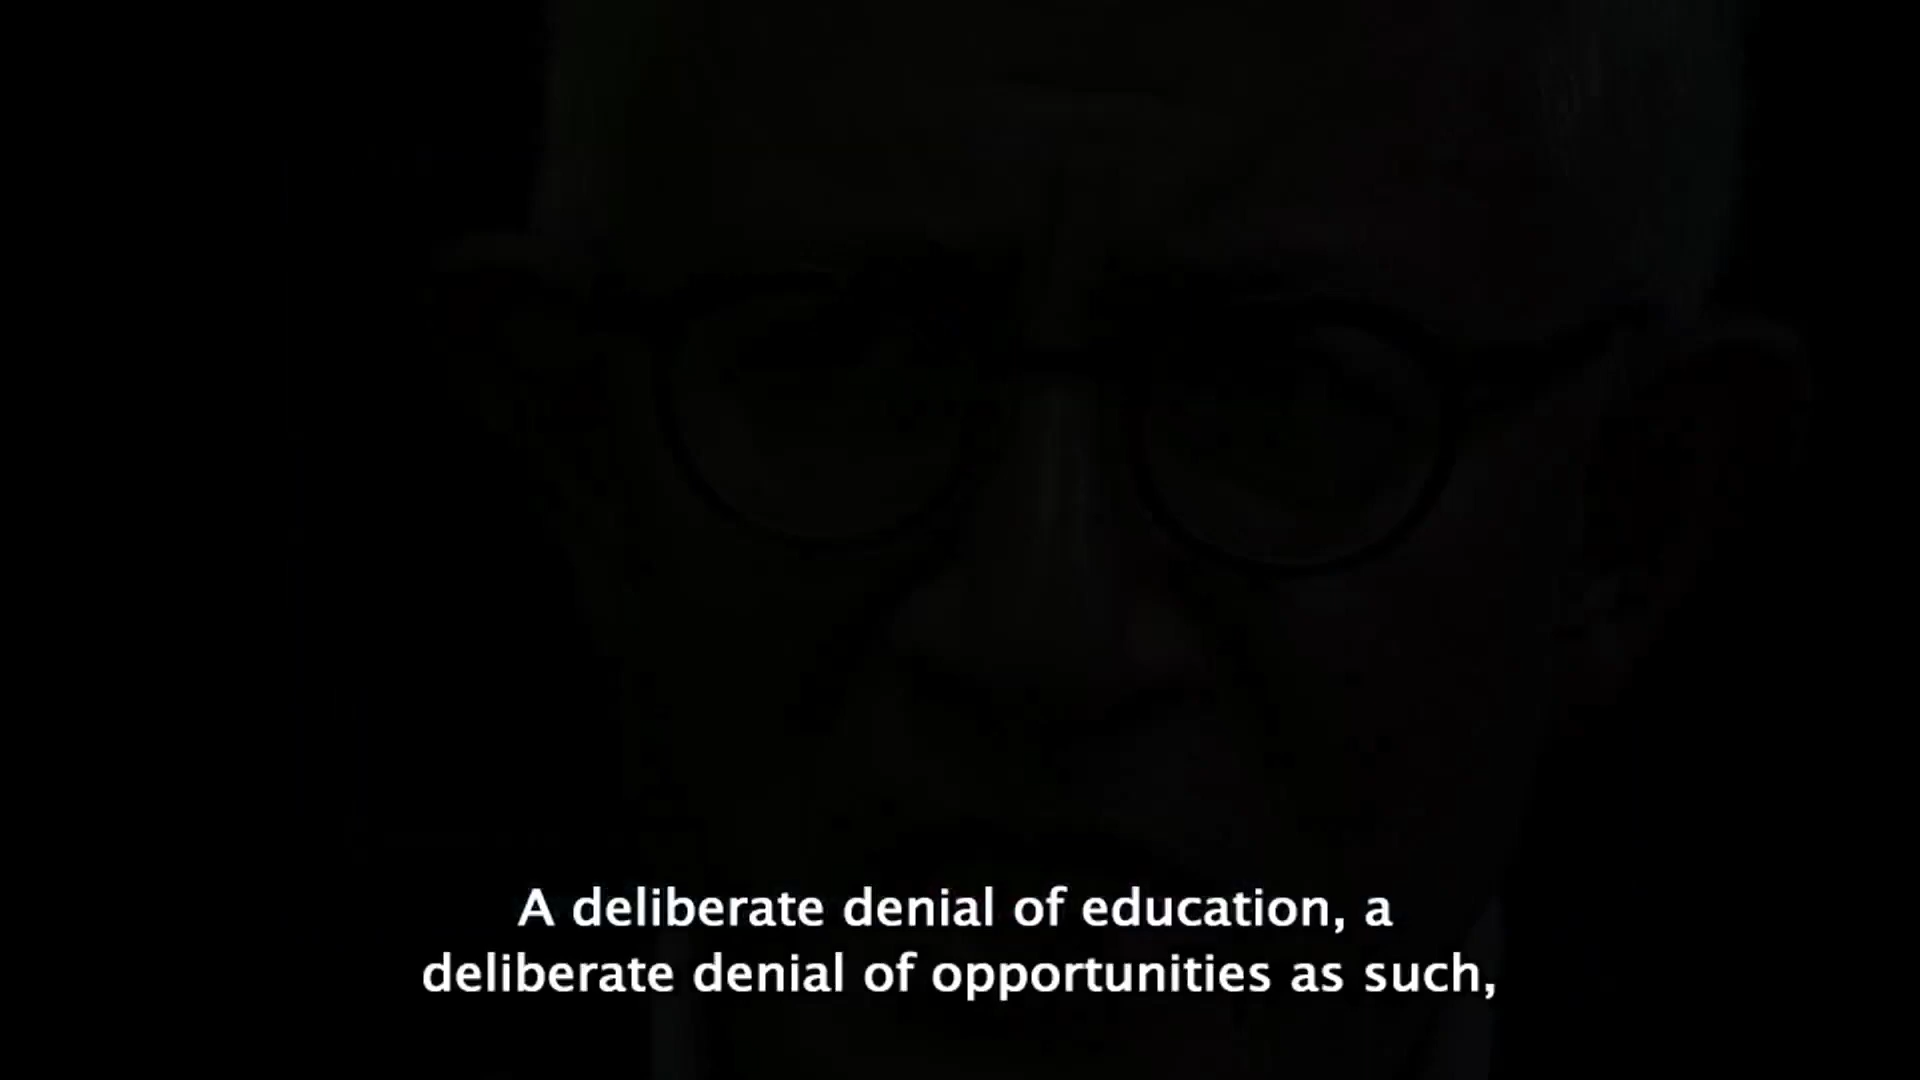 A deliberate denial of education, a
deliberate denial of opportunities as such,